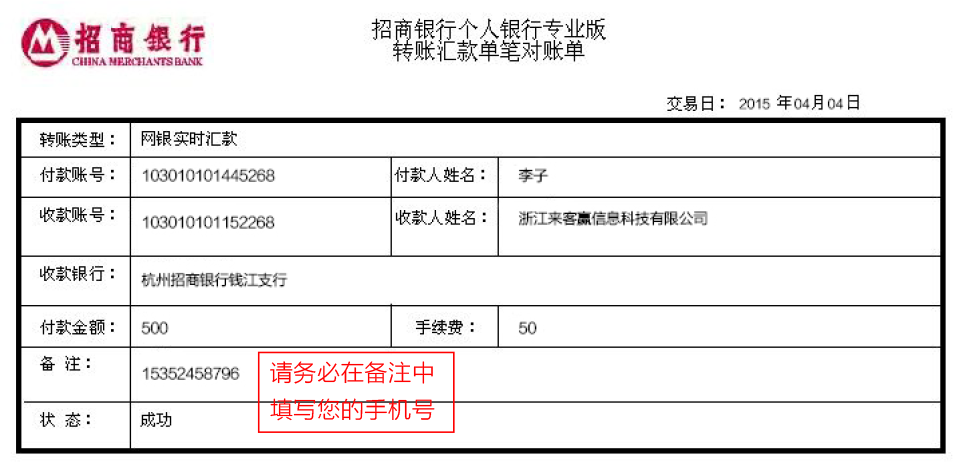 招商银行
CHINA MERCHANTS BANK
招商银行个人银行专业版
转账汇款单笔对账单
交易日： 2015 年04月04日
转账类型： 网银实时汇款
付款账号： 103010101445268 付款人姓名： 李子
收款账号： 103010101152268 收款人姓名： 浙江来客赢信息科技有限公司
收款银行： 杭州招商银行钱江支行
付款金额： 500 手续费： 50
备 注： 15352458796
请务必在备注中
填写您的手机号
状 态： 成功